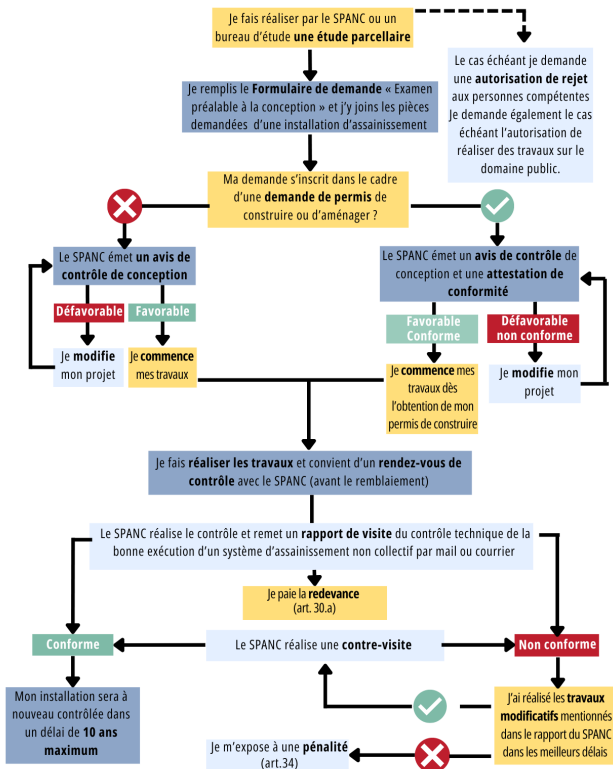 Je fais réaliser par le SPANC ou un
bureau d'étude une étude parcellaire
Le cas échéant je demande
une autorisation de rejet
aux personnes compétentes
Je demande également le cas
échéant l'autorisation de
réaliser des travaux sur le
domaine public.
Je remplis le Formulaire de demande « Examen
préalable à la conception » et j'y joins les pièces
demandées d'une installation d'assainissement
Ma demande s'inscrit dans le cadre
d'une demande de permis de
construire ou d'aménager ?
Le SPANC émet un avis de
contrôle de conception
Défavorable
Favorable
Je modifie
mon projet
Je commence
mes travaux
Le SPANC émet un avis de contrôle de
conception et une attestation de
conformité
Favorable
Conforme
Défavorable
non conforme
Je commence mes
travaux dès
l'obtention de mon
permis de construire
Je modifie mon
projet
Je fais réaliser les travaux et convient d'un rendez-vous de
contrôle avec le SPANC (avant le remblaiement)
Le SPANC réalise le contrôle et remet un rapport de visite du contrôle technique de la
bonne exécution d'un système d'assainissement non collectif par mail ou courrier
Je paie la redevance
(art. 30.a)
Conforme
Le SPANC réalise une contre-visite
Non conforme
Mon installation sera à
nouveau contrôlée dans
un délai de 10 ans
maximum
J'ai réalisé les travaux
modificatifs mentionnés
dans le rapport du SPANC
dans les meilleurs délais
Je m'expose à une pénalité
(art.34)